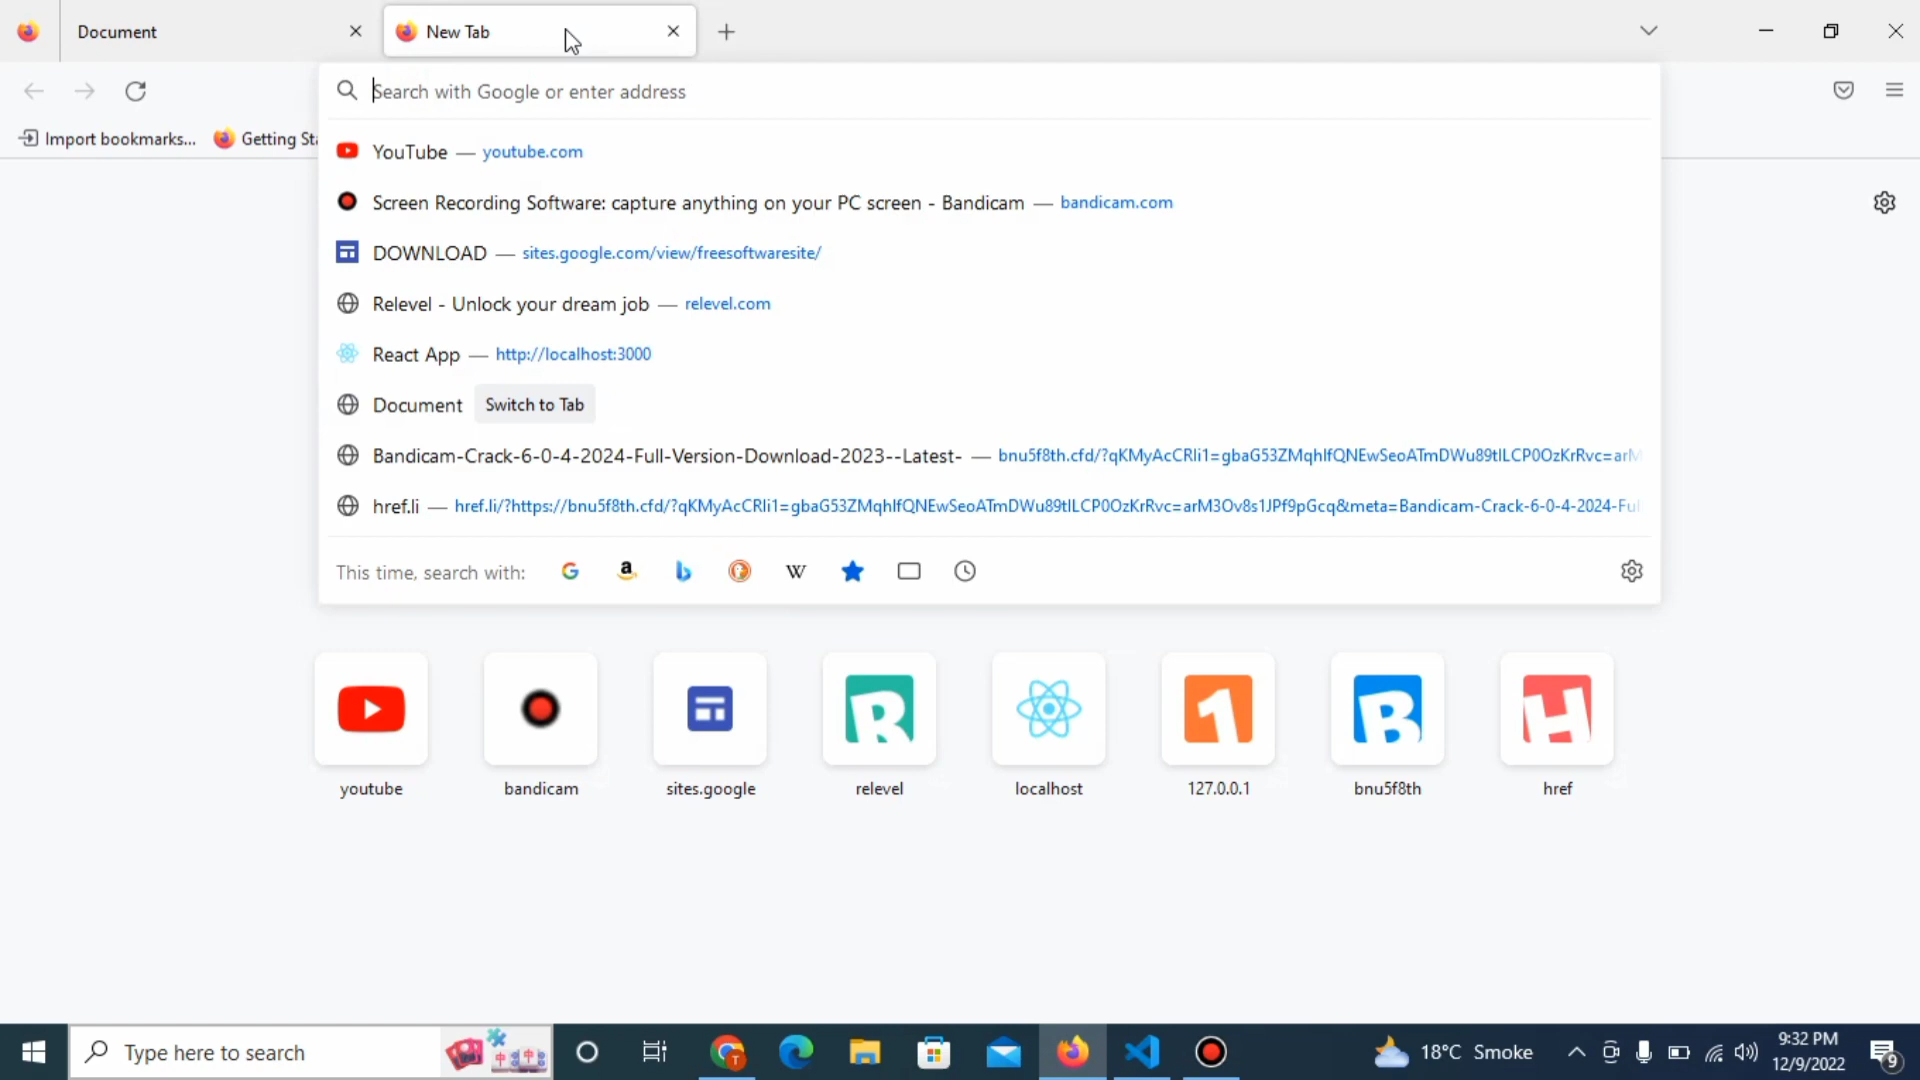 Document
New Tab
Search with Google or enter address
Import bookmarks...
Getting Sta
YouTube — youtube.com
Screen Recording Software: capture anything on your PC screen - Bandicam — bandicam.com
DOWNLOAD — sites.google.com/view/freesoftwaresite/
Relevel - Unlock your dream job — relevel.com
React App — http://localhost:3000
Document Switch to Tab
Bandicam-Crack-6-0-4-2024-Full-Version-Download-2023--Latest- — bnu5f8th.cfd/?qKMyAcCRli1=gbaG53ZMqhlfQNEwSeoATmDWu89tlLCP0OzKrRvc=arM
href.li — href.li/?https://bnu5f8th.cfd/?qKMyAcCRli1=gbaG53ZMqhlfQNEwSeoATmDWu89tlLCP0OzKrRvc=arM3Ov8s1JPf9pGcq&meta=Bandicam-Crack-6-0-4-2024-Ful
This time, search with:
youtube
bandicam
sites.google
relevel
localhost
127.0.0.1
bnu5f8th
href
Type here to search
18°C Smoke
9:32 PM
12/9/2022
9